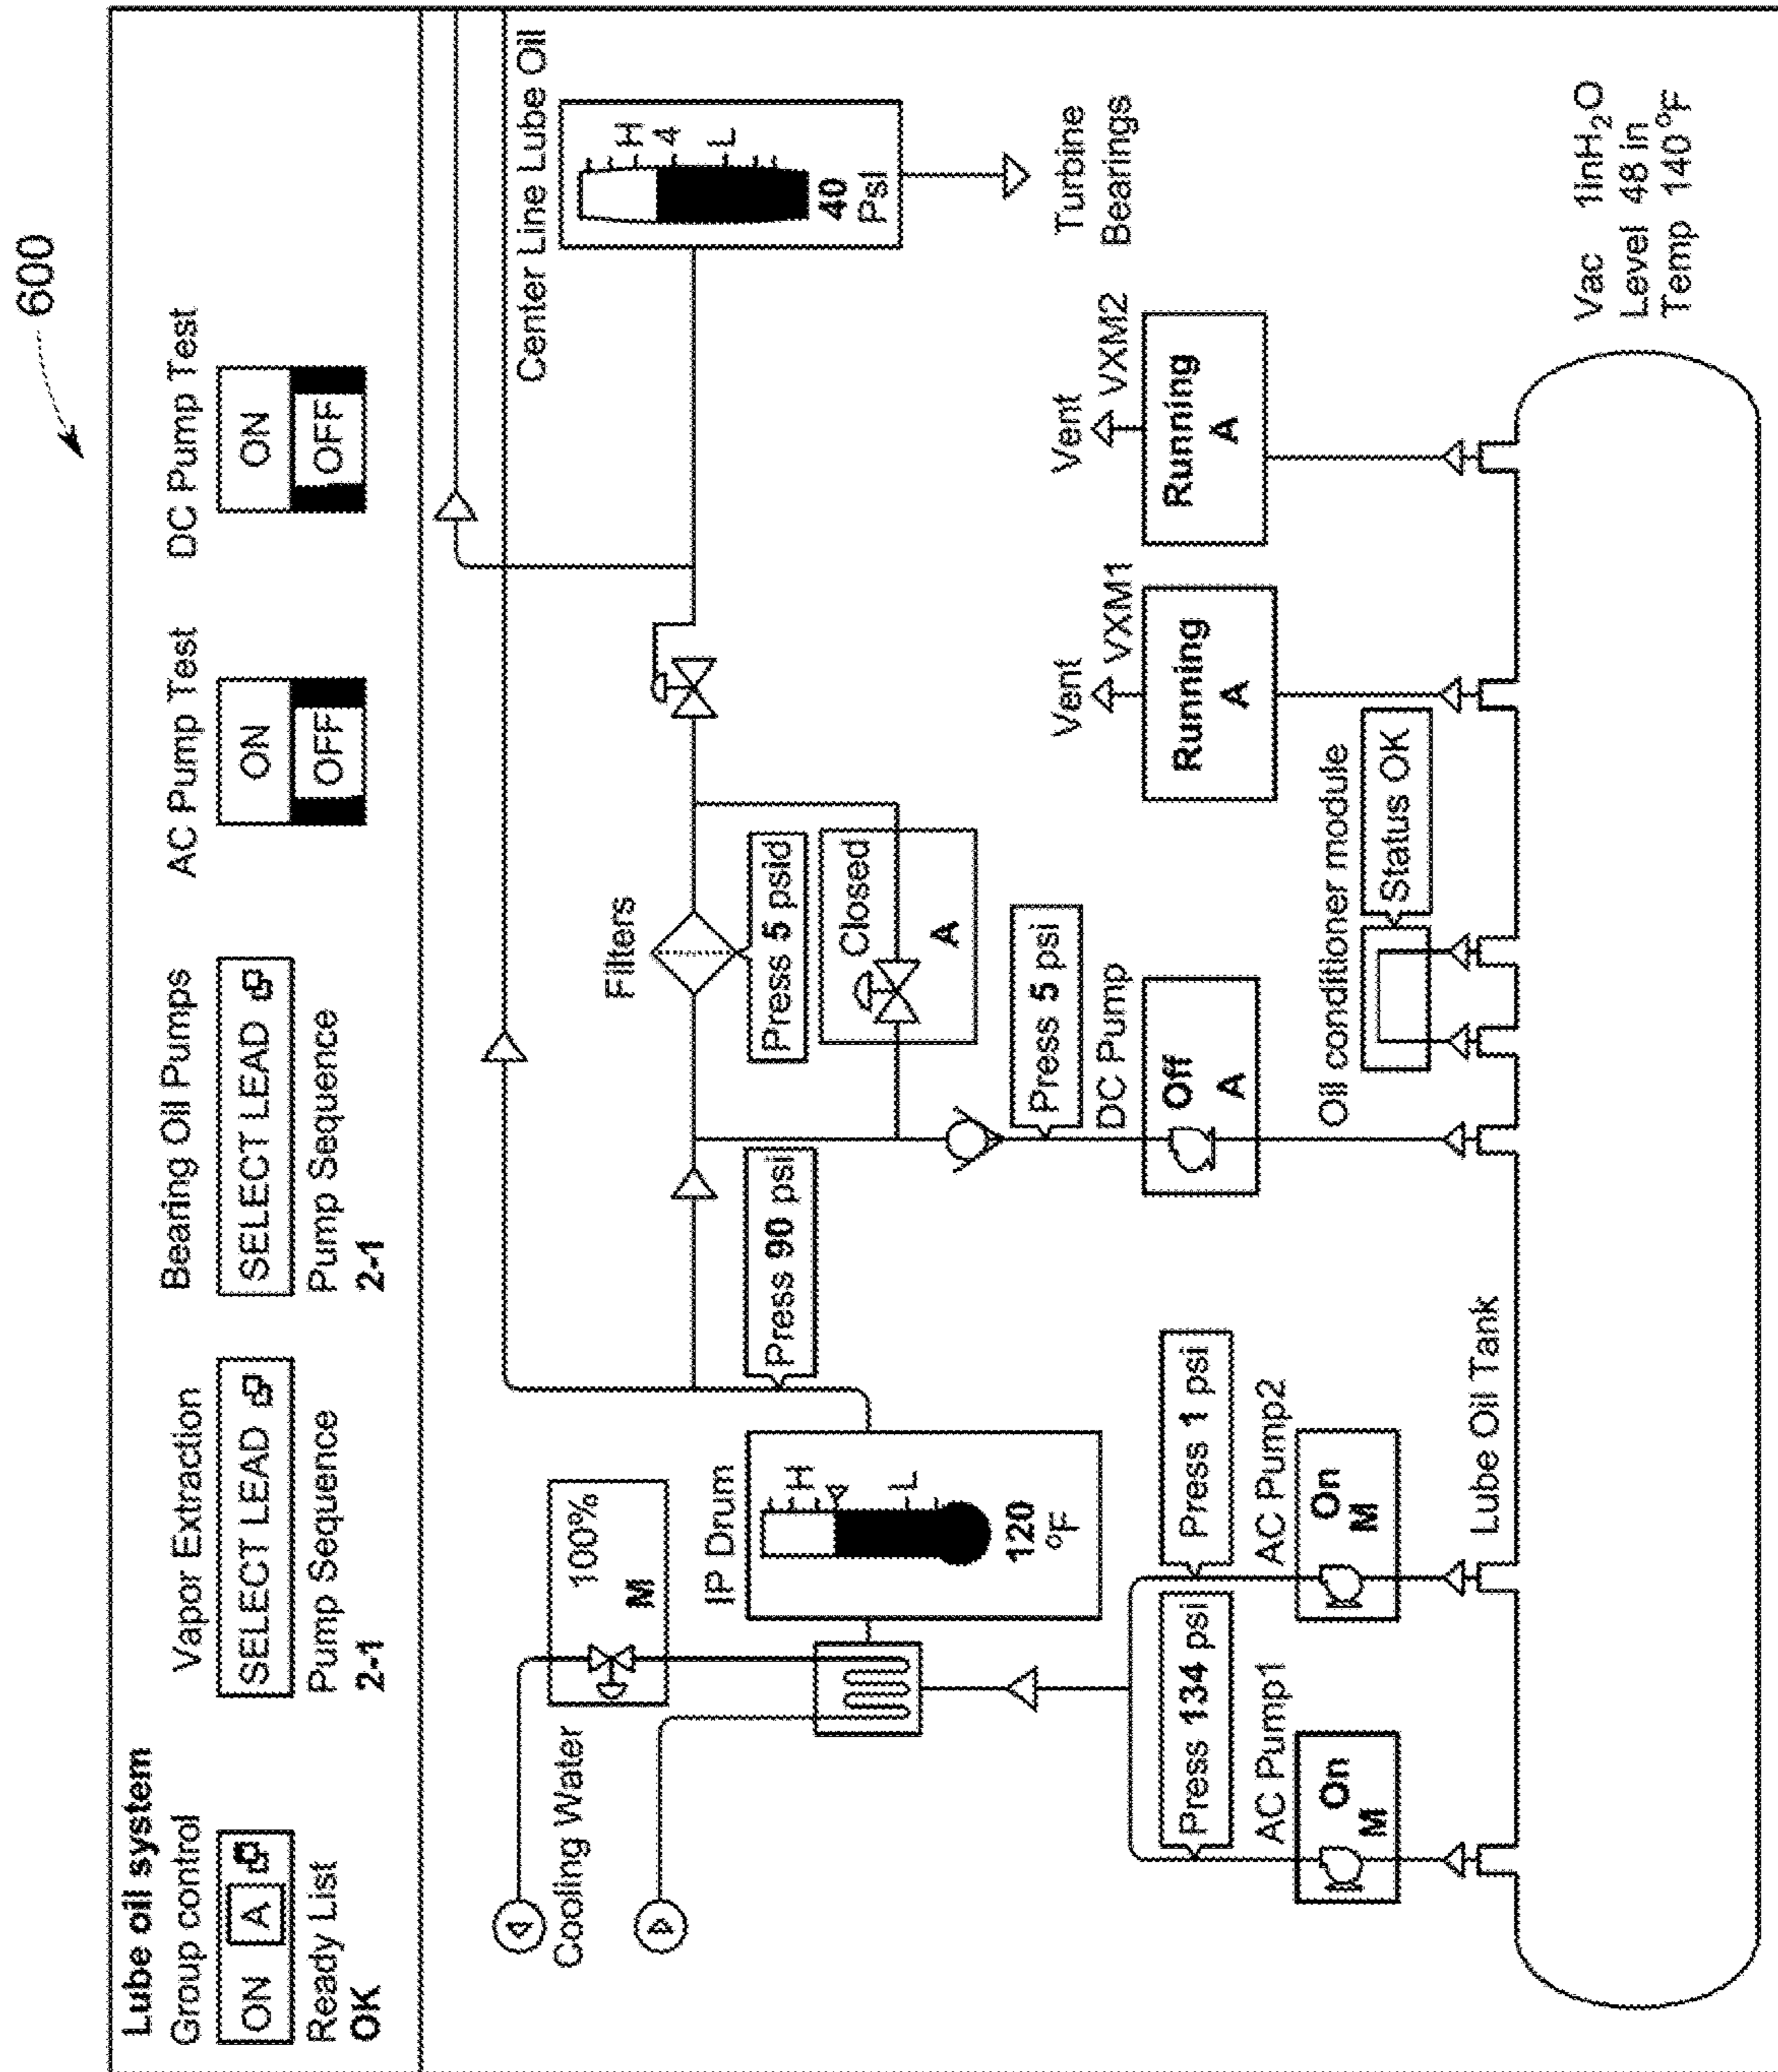 600
Lube oil system
Group control
ON A
Ready List
OK
Vapor Extraction
SELECT LEAD
Pump Sequence
2-1
Bearing Oil Pumps
SELECT LEAD
Pump Sequence
2-1
AC Pump Test
ON
OFF
DC Pump Test
ON
OFF
Cooling Water
100%
M
IP Drum
H
L
120
°F
Press 90 psi
Filters
Press 5 psid
Closed
A
Center Line Lube Oil
H
4
L
40
Psi
Turbine
Bearings
Press 134 psi
AC Pump1
On
M
Press 1 psi
AC Pump2
On
M
Press 5 psi
DC Pump
Off
A
Oil conditioner module
Status OK
Vent
VXM1
Running
A
Vent
VXM2
Running
A
Lube Oil Tank
Vac 1inH₂O
Level 48 in
Temp 140°F